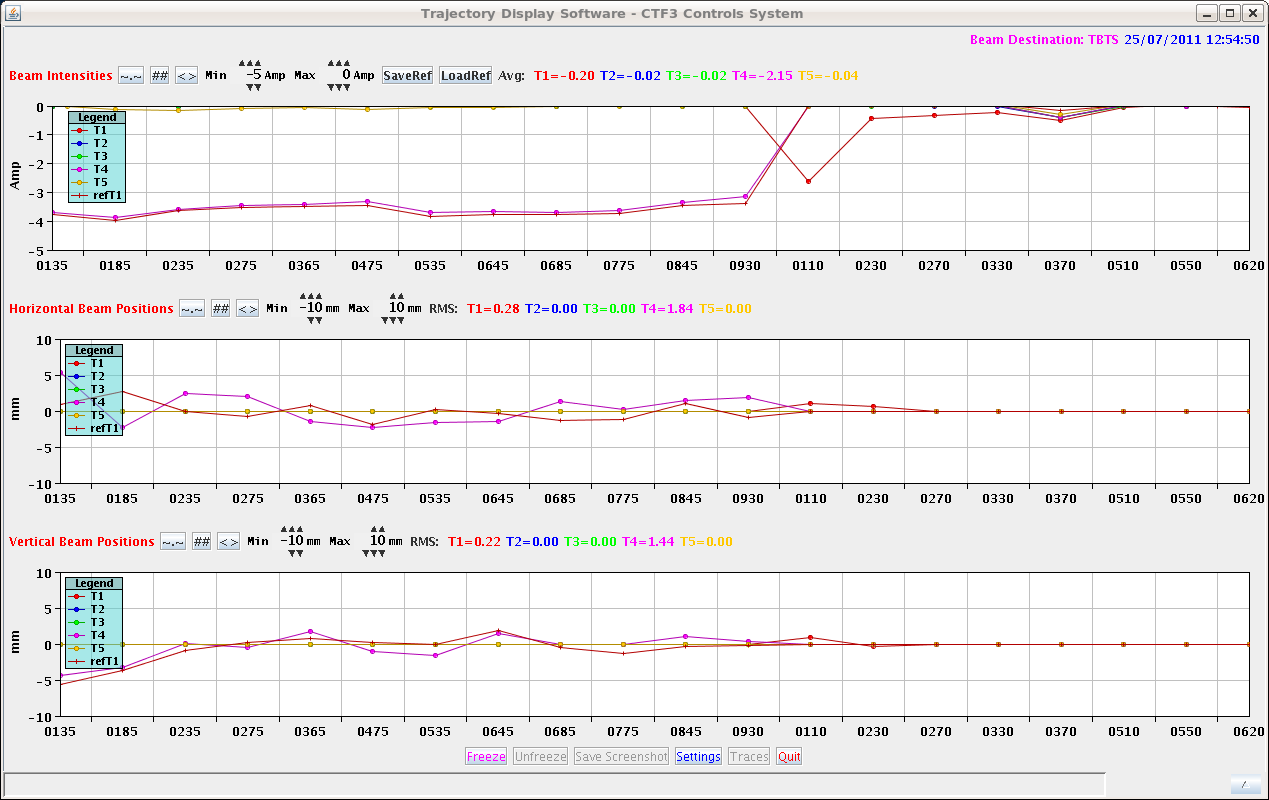 Trajectory Display Software - CTF3 Controls System
Beam Destination: TBTS 25/07/2011 12:54:50
Beam Intensities ~.~ ## <> Min -5 Amp Max 0 Amp SaveRef LoadRef Avg: T1=-0.20 T2=-0.02 T3=-0.02 T4=-2.15 T5=-0.04
Legend
T1
T2
T3
T4
T5
refT1
Amp
0
-1
-2
-3
-4
-5
0135 0185 0235 0275 0365 0475 0535 0645 0685 0775 0845 0930 0110 0230 0270 0330 0370 0510 0550 0620
Horizontal Beam Positions ~.~ ## <> Min -10 mm Max 10 mm RMS: T1=0.28 T2=0.00 T3=0.00 T4=1.84 T5=0.00
Legend
T1
T2
T3
T4
T5
refT1
mm
10
5
0
-5
-10
0135 0185 0235 0275 0365 0475 0535 0645 0685 0775 0845 0930 0110 0230 0270 0330 0370 0510 0550 0620
Vertical Beam Positions ~.~ ## <> Min -10 mm Max 10 mm RMS: T1=0.22 T2=0.00 T3=0.00 T4=1.44 T5=0.00
Legend
T1
T2
T3
T4
T5
refT1
mm
10
5
0
-5
-10
0135 0185 0235 0275 0365 0475 0535 0645 0685 0775 0845 0930 0110 0230 0270 0330 0370 0510 0550 0620
Freeze Unfreeze Save Screenshot Settings Traces Quit